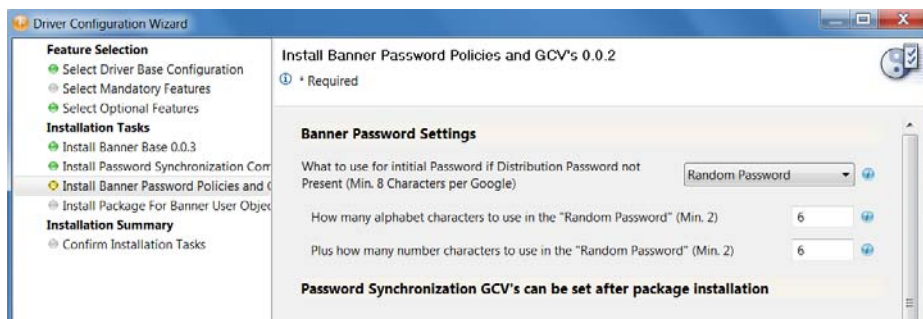 Driver Configuration Wizard
Feature Selection
Select Driver Base Configuration
Select Mandatory Features
Select Optional Features
Installation Tasks
Install Banner Base 0.0.3
Install Password Synchronization Com
Install Banner Password Policies and G
Install Package For Banner User Objec
Installation Summary
Confirm Installation Tasks
Install Banner Password Policies and GCV's 0.0.2
* Required
Banner Password Settings
What to use for intitial Password if Distribution Password not
Present (Min. 8 Characters per Google)
Random Password
How many alphabet characters to use in the "Random Password" (Min. 2)
6
Plus how many number characters to use in the "Random Password" (Min. 2)
6
Password Synchronization GCV's can be set after package installation